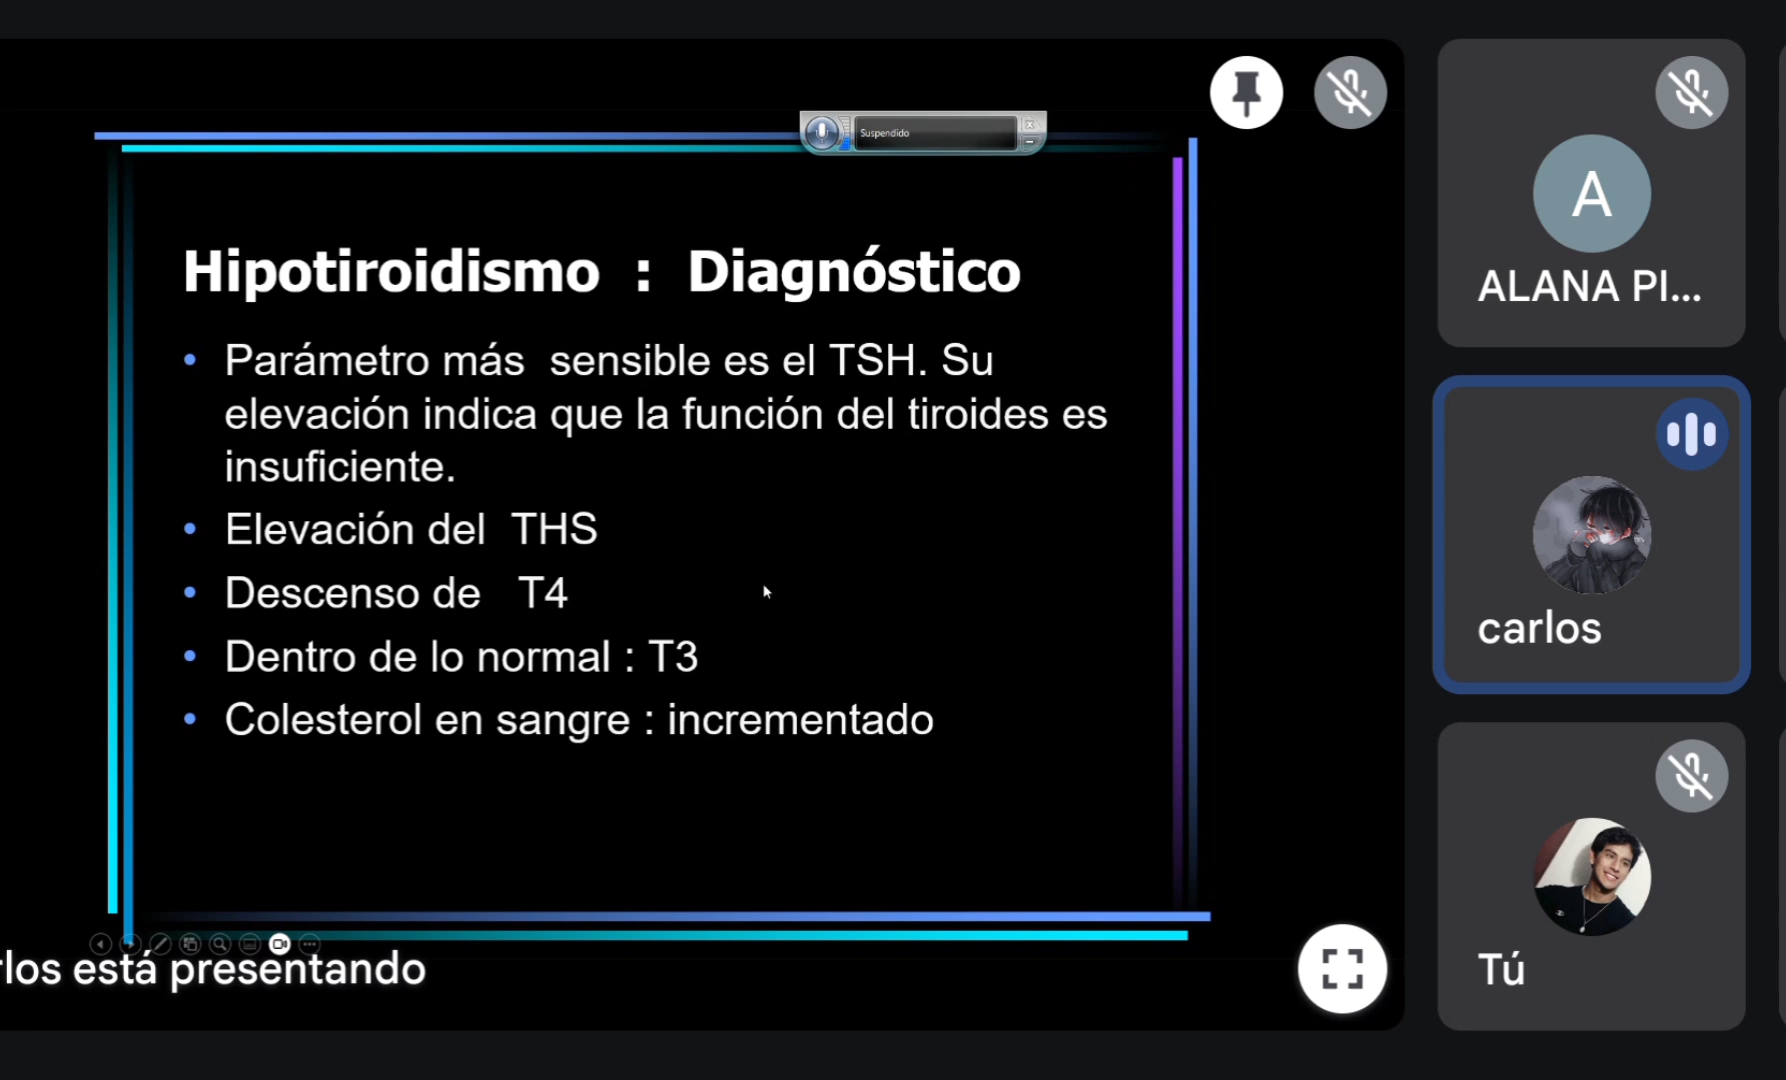 Suspendido
Hipotiroidismo : Diagnóstico
• Parámetro más sensible es el TSH. Su
elevación indica que la función del tiroides es
insuficiente.
• Elevación del THS
• Descenso de T4
• Dentro de lo normal : T3
• Colesterol en sangre : incrementado
rlos está presentando
A
ALANA PI...
carlos
Tú